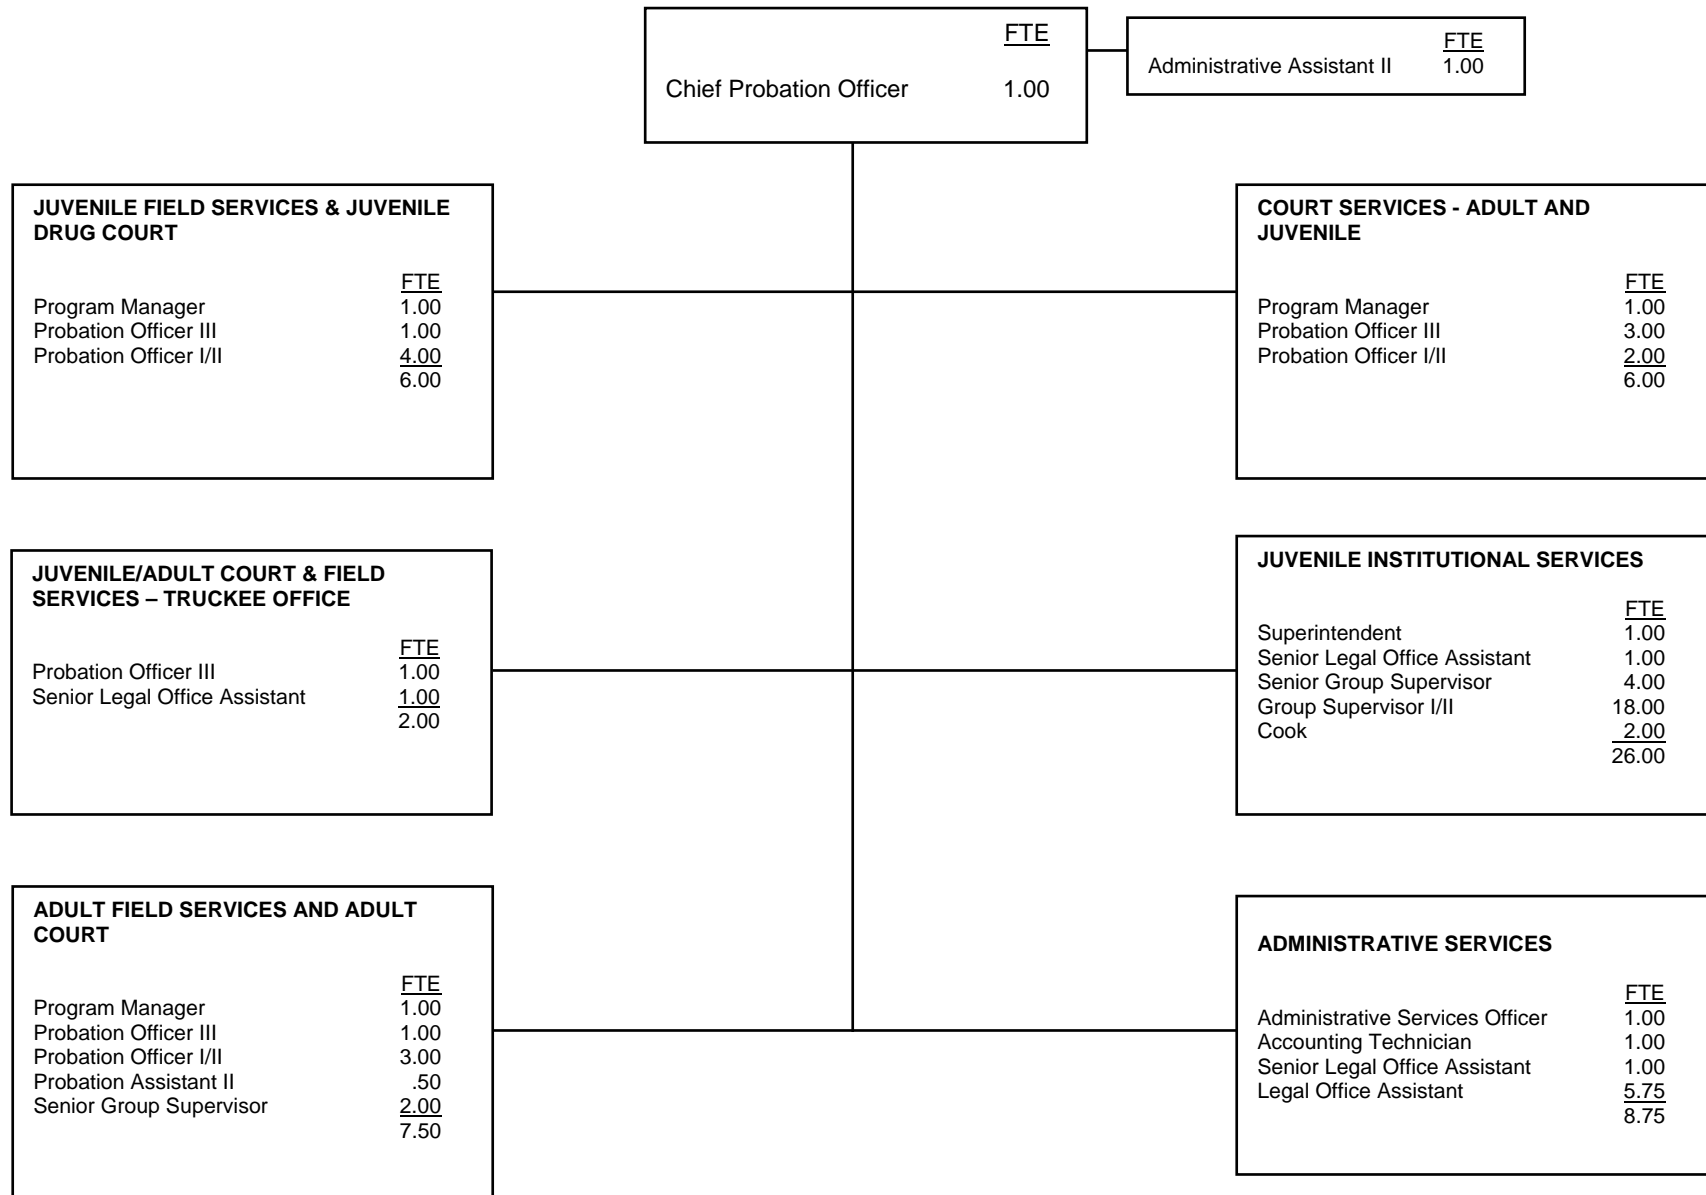 FTE
Chief Probation Officer 1.00
FTE
Administrative Assistant II 1.00
JUVENILE FIELD SERVICES & JUVENILE
DRUG COURT
FTE
Program Manager 1.00
Probation Officer III 1.00
Probation Officer I/II 4.00
6.00
COURT SERVICES - ADULT AND
JUVENILE
FTE
Program Manager 1.00
Probation Officer III 3.00
Probation Officer I/II 2.00
6.00
JUVENILE/ADULT COURT & FIELD
SERVICES – TRUCKEE OFFICE
FTE
Probation Officer III 1.00
Senior Legal Office Assistant 1.00
2.00
JUVENILE INSTITUTIONAL SERVICES
FTE
Superintendent 1.00
Senior Legal Office Assistant 1.00
Senior Group Supervisor 4.00
Group Supervisor I/II 18.00
Cook 2.00
26.00
ADULT FIELD SERVICES AND ADULT
COURT
FTE
Program Manager 1.00
Probation Officer III 1.00
Probation Officer I/II 3.00
Probation Assistant II .50
Senior Group Supervisor 2.00
7.50
ADMINISTRATIVE SERVICES
FTE
Administrative Services Officer 1.00
Accounting Technician 1.00
Senior Legal Office Assistant 1.00
Legal Office Assistant 5.75
8.75